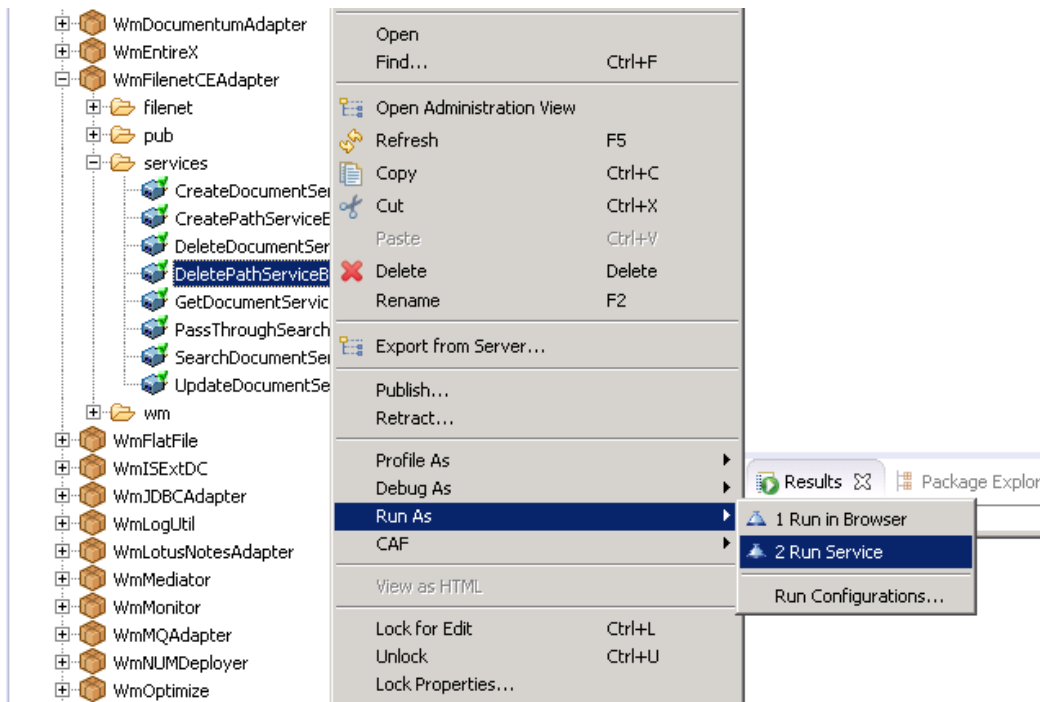 WmDocumentumAdapter
WmEntireX
WmFilenetCEAdapter
filenet
pub
services
CreateDocumentSer
CreatePathServiceE
DeleteDocumentSer
DeletePathServiceB
GetDocumentServic
PassThroughSearch
SearchDocumentSer
UpdateDocumentSe
wm
WmFlatFile
WmISExtDC
WmJDBCAdapter
WmLogUtil
WmLotusNotesAdapter
WmMediator
WmMonitor
WmMQAdapter
WmNUMDeployer
WmOptimize
Open
Find... Ctrl+F
Open Administration View
Refresh F5
Copy Ctrl+C
Cut Ctrl+X
Paste Ctrl+V
Delete Delete
Rename F2
Export from Server...
Publish...
Retract...
Profile As
Debug As
Run As
CAF
View as HTML
Lock for Edit Ctrl+L
Unlock Ctrl+U
Lock Properties...
Results Package Explor
1 Run in Browser
2 Run Service
Run Configurations...